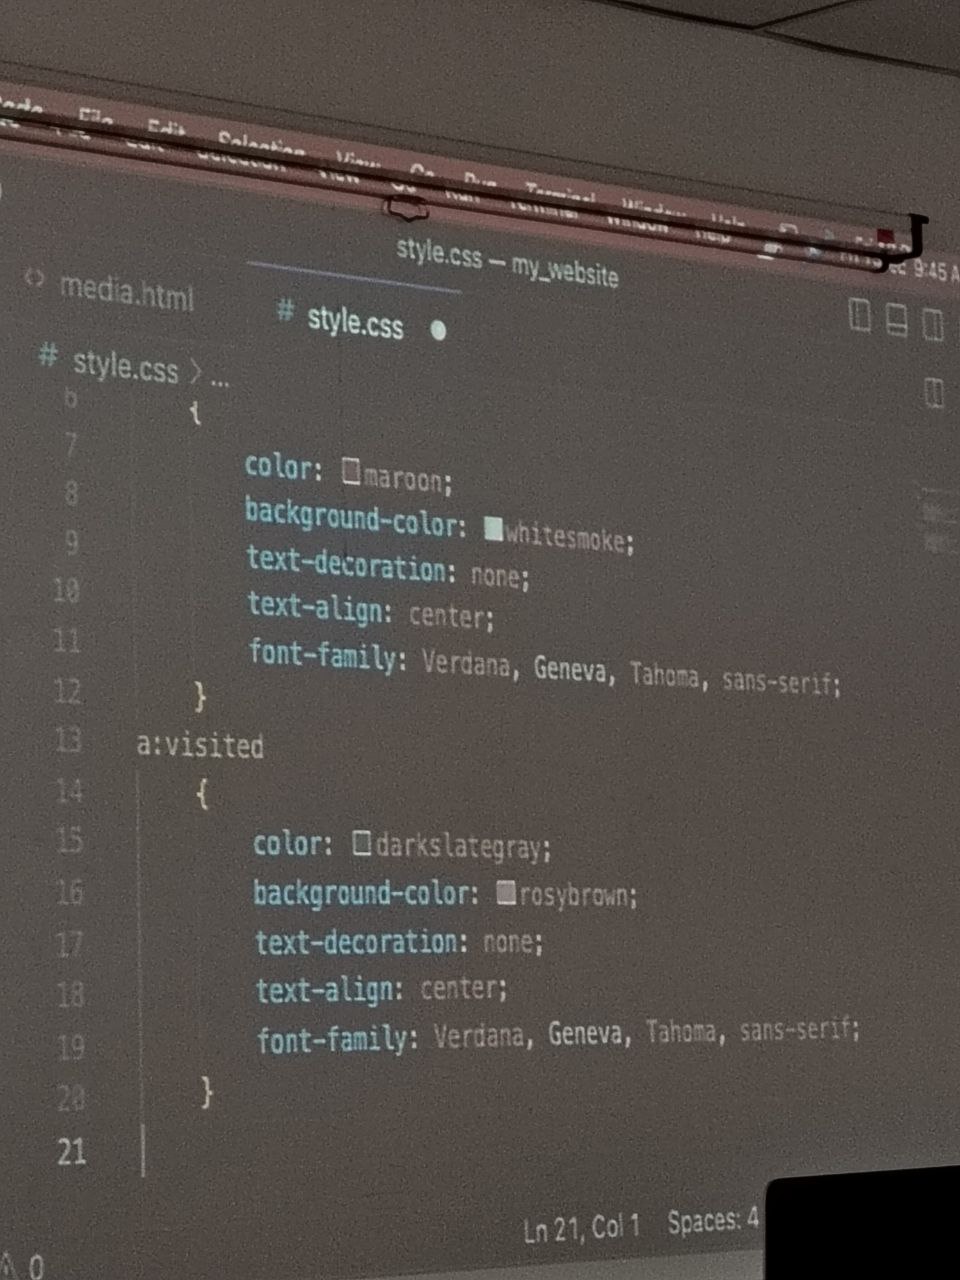 Code File Edit Selection View Go Run Terminal Window Help 9:45 A
style.css — my_website
media.html # style.css
# style.css > ...
6 {
7
8 color: maroon;
9 background-color: whitesmoke;
10 text-decoration: none;
11 text-align: center;
12 font-family: Verdana, Geneva, Tahoma, sans-serif;
}
13 a:visited
14 {
15 color: darkslategray;
16 background-color: rosybrown;
17 text-decoration: none;
18 text-align: center;
19 font-family: Verdana, Geneva, Tahoma, sans-serif;
20 }
21
Ln 21, Col 1 Spaces: 4
0